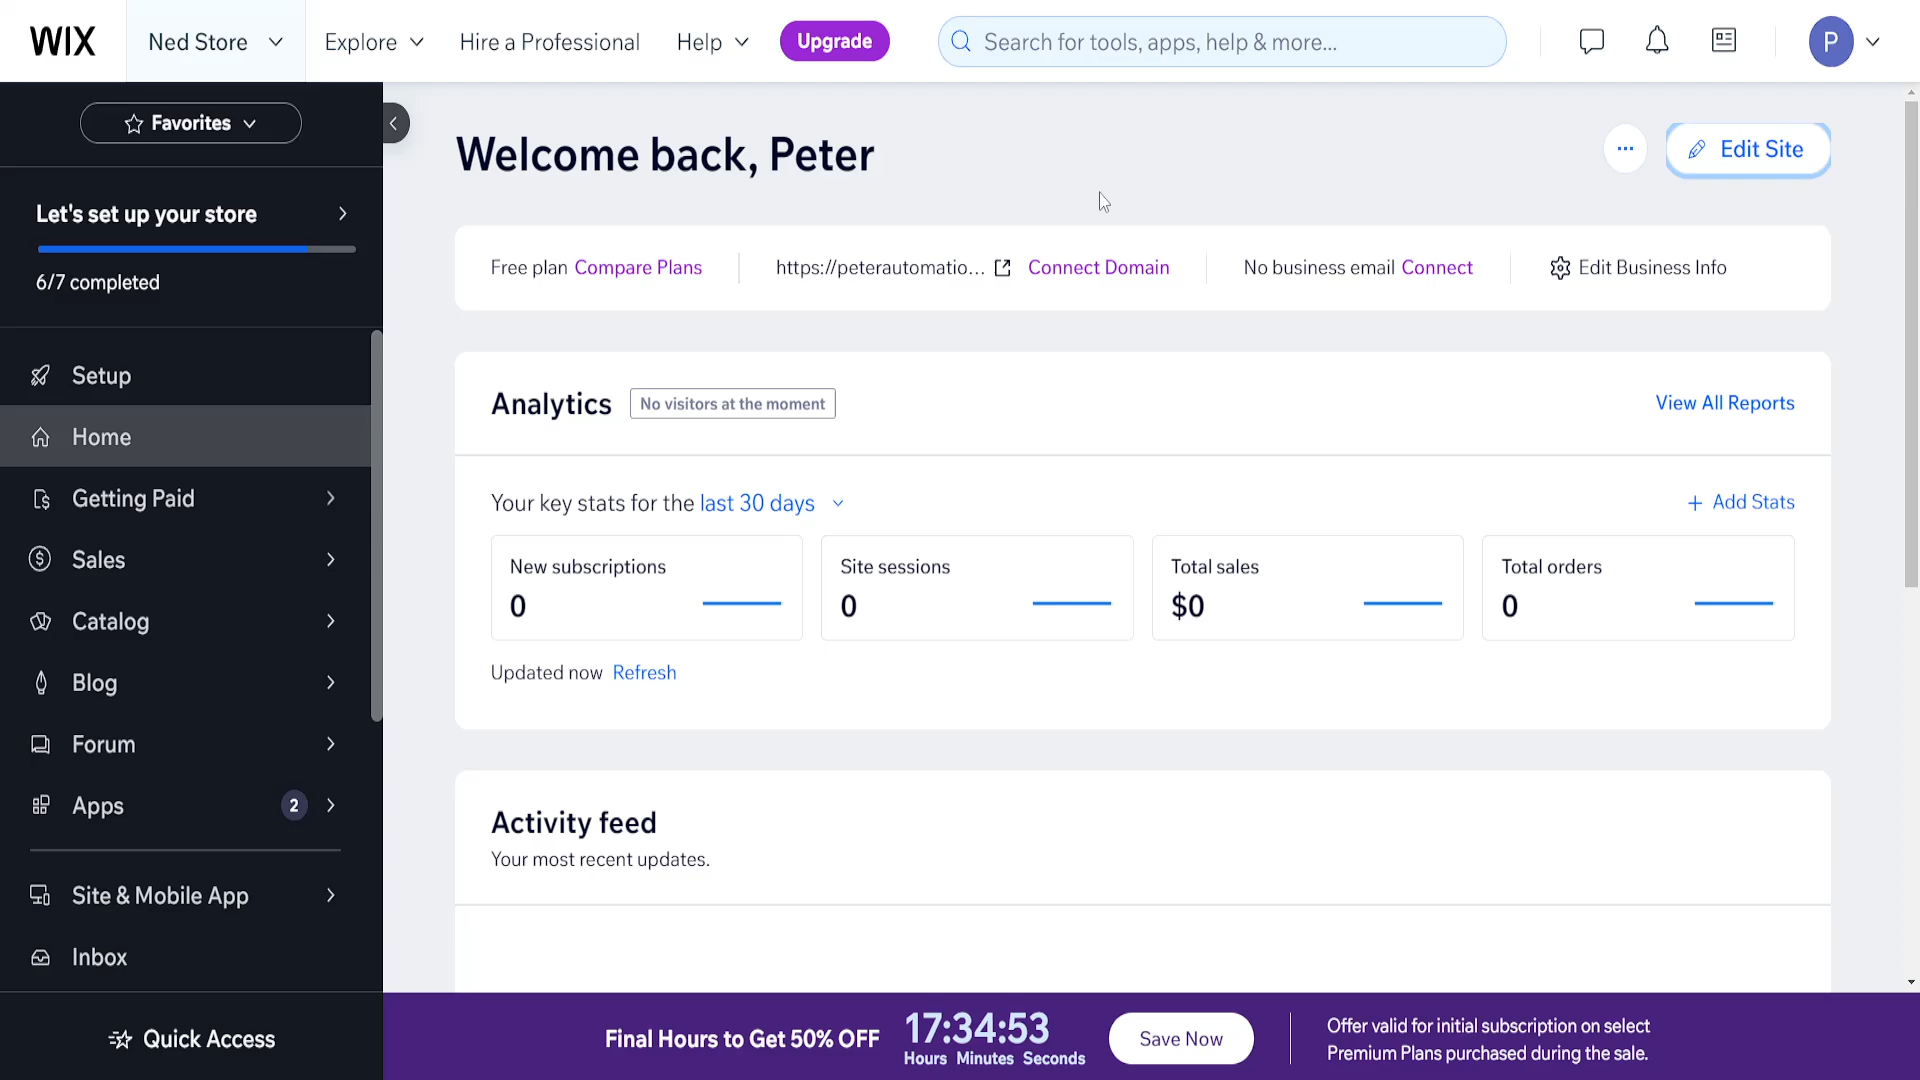 WIX
Ned Store
Explore
Hire a Professional
Help
Upgrade
Search for tools, apps, help & more...
P
Favorites
Let's set up your store
6/7 completed
Setup
Home
Getting Paid
Sales
Catalog
Blog
Forum
Apps
2
Site & Mobile App
Inbox
Quick Access
Welcome back, Peter
Edit Site
Free plan Compare Plans
https://peterautomatio... Connect Domain
No business email Connect
Edit Business Info
Analytics
No visitors at the moment
View All Reports
Your key stats for the last 30 days
+ Add Stats
New subscriptions
0
Site sessions
0
Total sales
$0
Total orders
0
Updated now Refresh
Activity feed
Your most recent updates.
Final Hours to Get 50% OFF
17:34:53
Hours Minutes Seconds
Save Now
Offer valid for initial subscription on select
Premium Plans purchased during the sale.